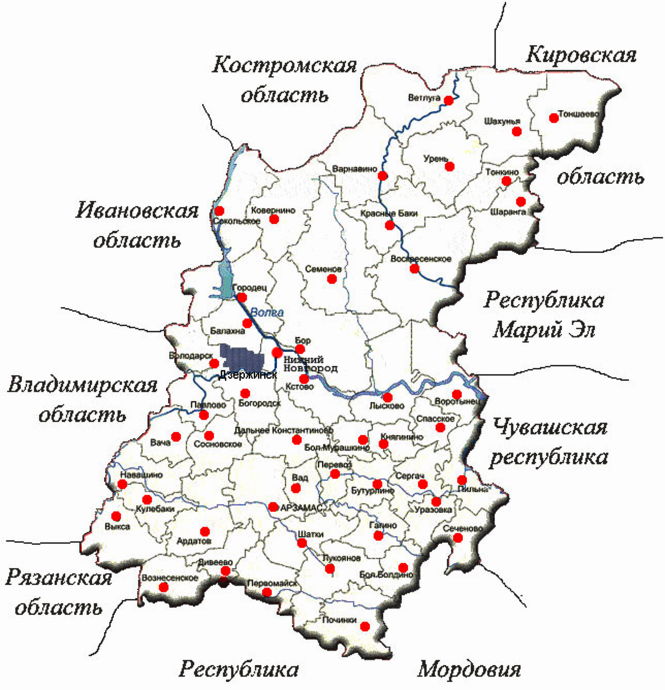 Кировская
Костромская
область
Ветлуга
Тоншаево
Шахунья
Урень
Варнавино
Тонкино
область
Шаранга
Ивановская
область
Сокольское
Ковернино
Красные Баки
Воскресенское
Семенов
Городец
Республика
Марий Эл
Волга
Балахна
Бор
Володарск
Нижний
Новгород
Дзержинск
Кстово
Владимирская
область
Богородск
Лысково
Воротынец
Павлово
Спасское
Чувашская
республика
Вача
Сосновское
Дальнее Константиново
Бол.Мурашкино
Княгинино
Навашино
Перевоз
Вад
Бутурлино
Сергач
Пильна
Кулебаки
АРЗАМАС
Уразовка
Выкса
Ардатов
Шатки
Гагино
Сеченово
Рязанская
область
Дивеево
Лукоянов
Вознесенское
Первомайск
Бол.Болдино
Починки
Республика
Мордовия